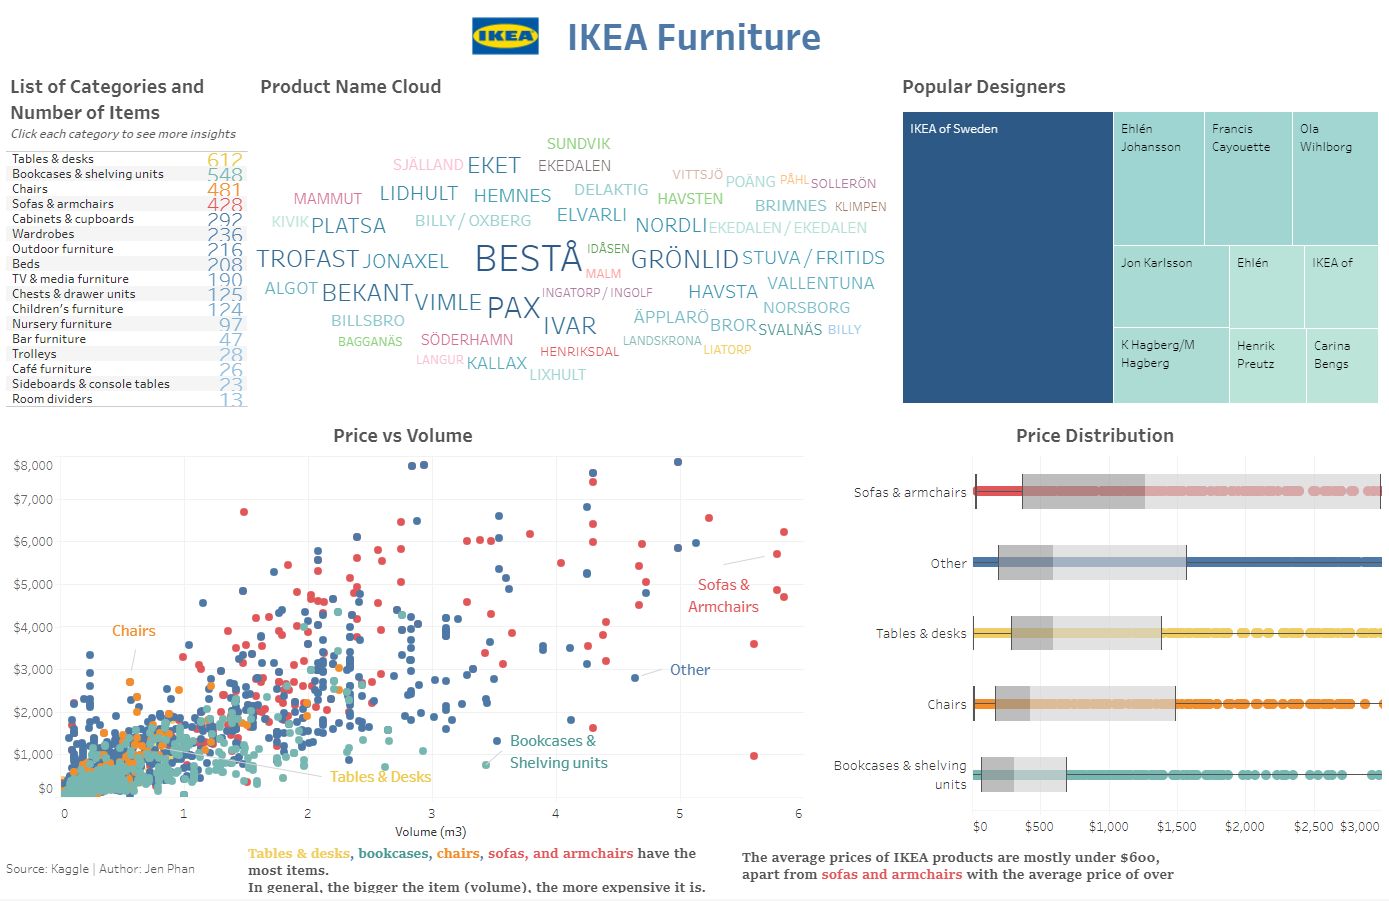 IKEA
IKEA Furniture
List of Categories and
Number of Items
Click each category to see more insights
Tables & desks 612
Bookcases & shelving units 548
Chairs 481
Sofas & armchairs 428
Cabinets & cupboards 292
Wardrobes 236
Outdoor furniture 216
Beds 208
TV & media furniture 190
Chests & drawer units 125
Children's furniture 124
Nursery furniture 97
Bar furniture 47
Trolleys 28
Café furniture 26
Sideboards & console tables 23
Room dividers 13
Product Name Cloud
SUNDVIK
SJÄLLAND EKET EKEDALEN
VITTSJÖ POÄNG PÅHL SOLLERÖN
MAMMUT LIDHULT HEMNES DELAKTIG HAVSTEN BRIMNES KLIMPEN
KIVIK PLATSA BILLY / OXBERG ELVARLI NORDLI EKEDALEN / EKEDALEN
TROFAST JONAXEL BESTÅ IDÅSEN GRÖNLID STUVA / FRITIDS
MALM
ALGOT BEKANT VIMLE PAX INGATORP / INGOLF HAVSTA VALLENTUNA
NORSBORG
BILLSBRO IVAR ÄPPLARÖ BROR SVALNÄS BILLY
BAGGANÄS SÖDERHAMN HENRIKSDAL LANDSKRONA LIATORP
LANGUR KALLAX LIXHULT
Popular Designers
IKEA of Sweden
Ehlén
Johansson
Francis
Cayouette
Ola
Wihlborg
Jon Karlsson
Ehlén
IKEA of
K Hagberg/M
Hagberg
Henrik
Preutz
Carina
Bengs
Price vs Volume
$8,000
$7,000
$6,000
$5,000
$4,000
$3,000
$2,000
$1,000
$0
Sofas &
Armchairs
Chairs
Other
Bookcases &
Shelving units
Tables & Desks
0 1 2 3 4 5 6
Volume (m3)
Price Distribution
Sofas & armchairs
Other
Tables & desks
Chairs
Bookcases & shelving
units
$0 $500 $1,000 $1,500 $2,000 $2,500 $3,000
Source: Kaggle | Author: Jen Phan
Tables & desks, bookcases, chairs, sofas, and armchairs have the
most items.
In general, the bigger the item (volume), the more expensive it is.
The average prices of IKEA products are mostly under $600,
apart from sofas and armchairs with the average price of over